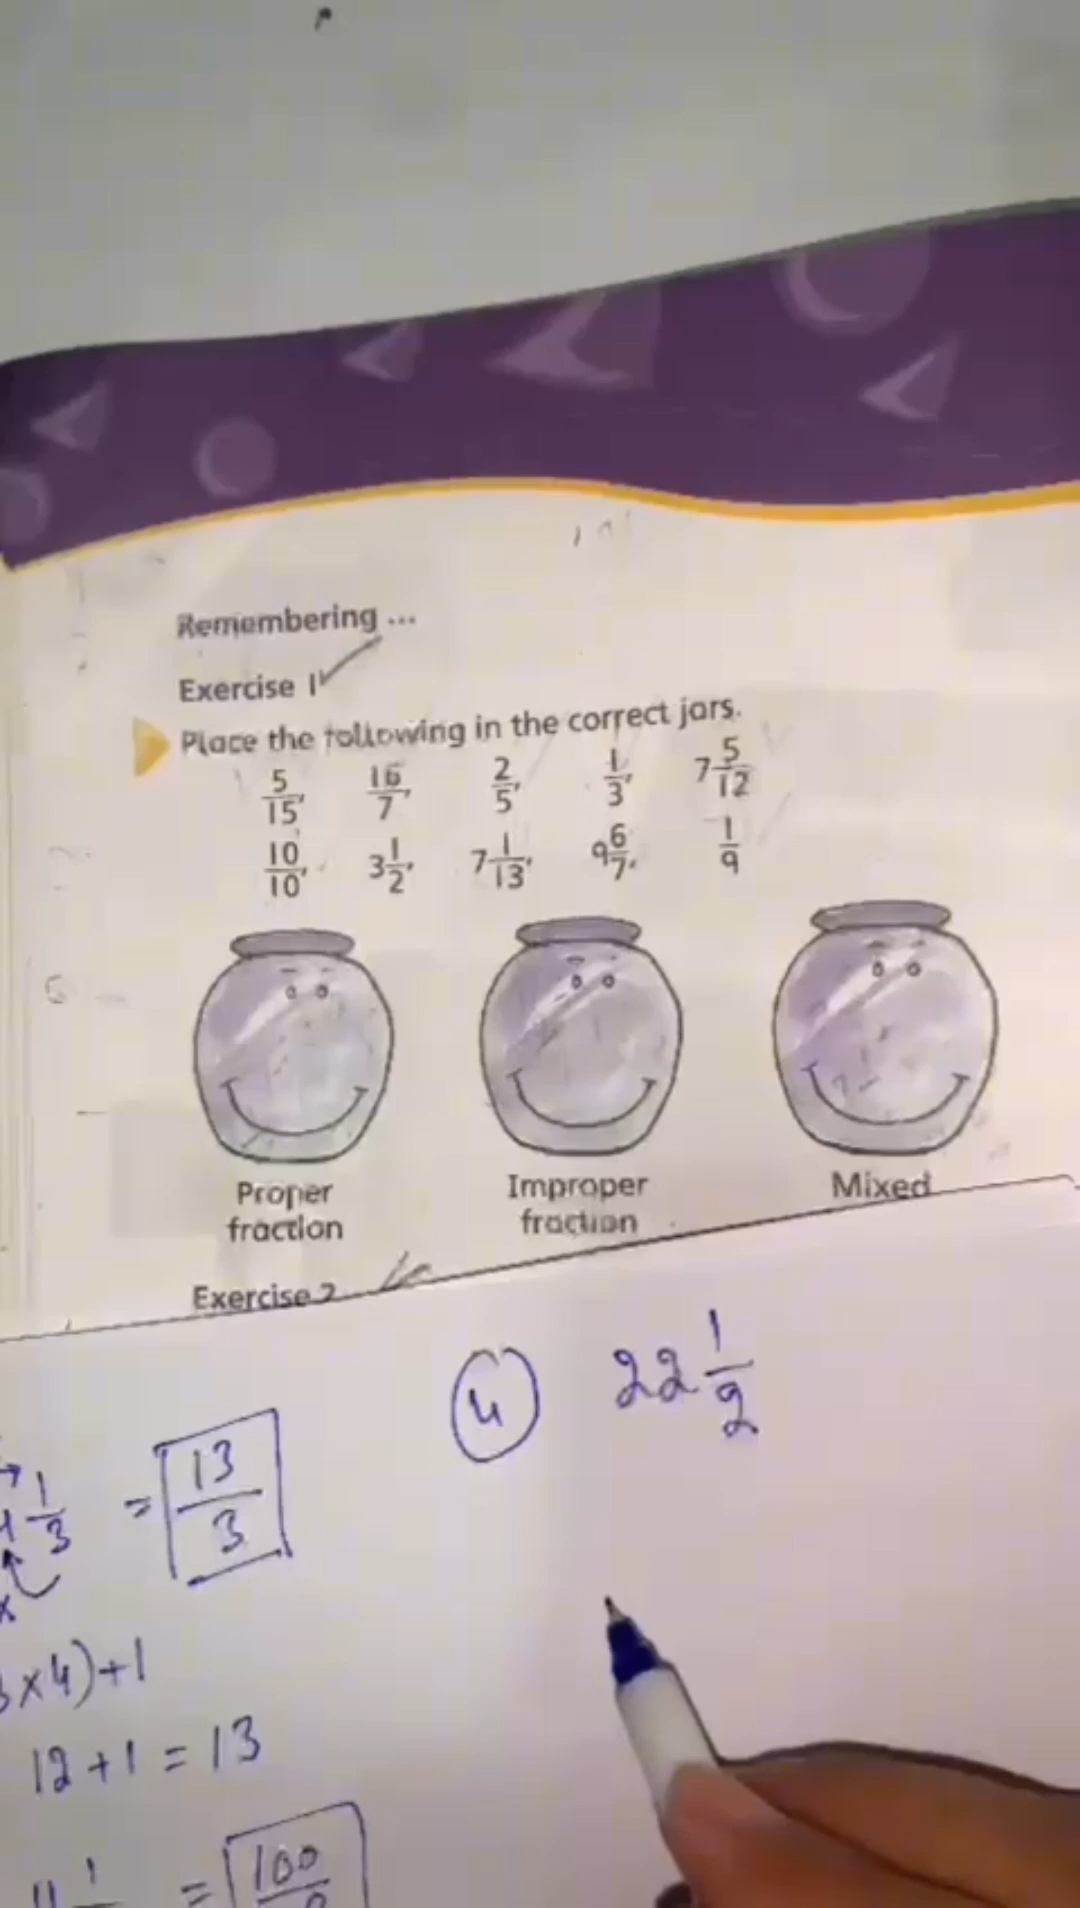 Remembering ...
Exercise 1
Place the following in the correct jars.
5/15, 16/7, 2/5, 1/3, 7 5/12
10/10, 3 1/2, 7 1/13, 9 6/7, 1/9
Proper fraction
Improper fraction
Mixed
Exercise 2
4 22 1/2
1/3 = 13/3
x4)+1
12+1 = 13
= 100